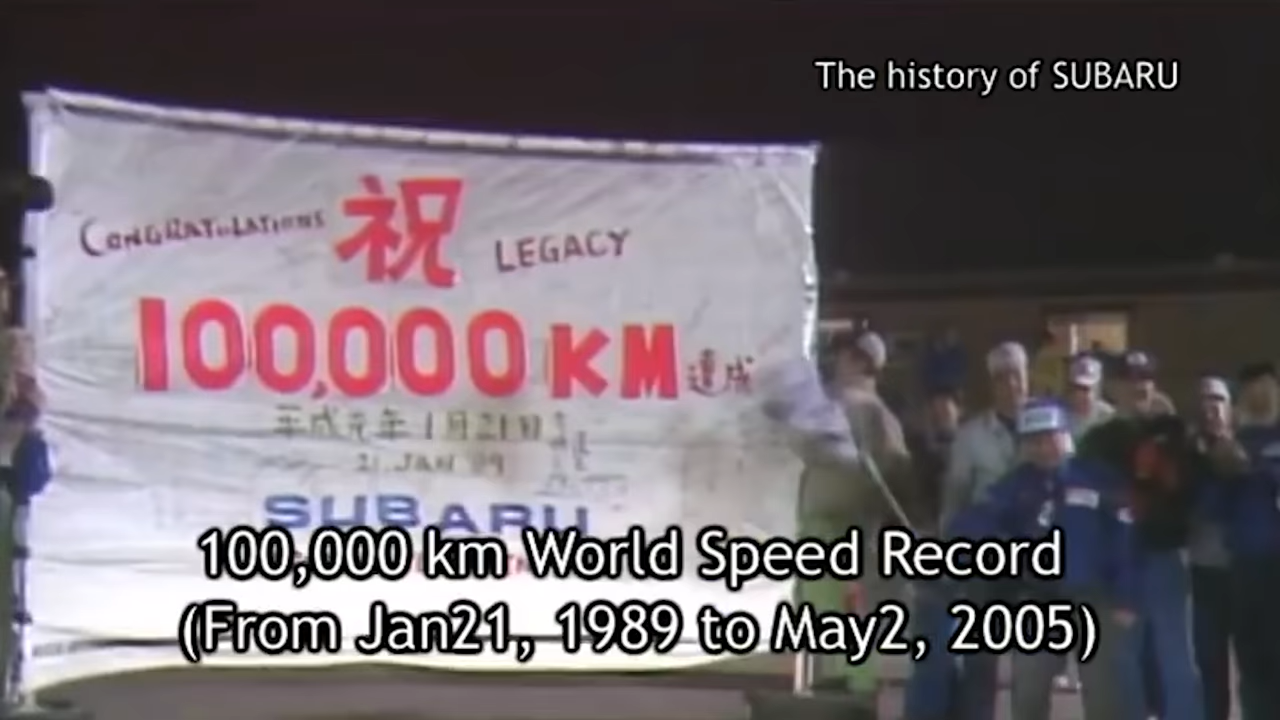 The history of SUBARU
CONGRATULATIONS 祝 LEGACY
100,000 KM 達成
平成元年1月21日
21. JAN '89
SUBARU
100,000 km World Speed Record
(From Jan21, 1989 to May2, 2005)